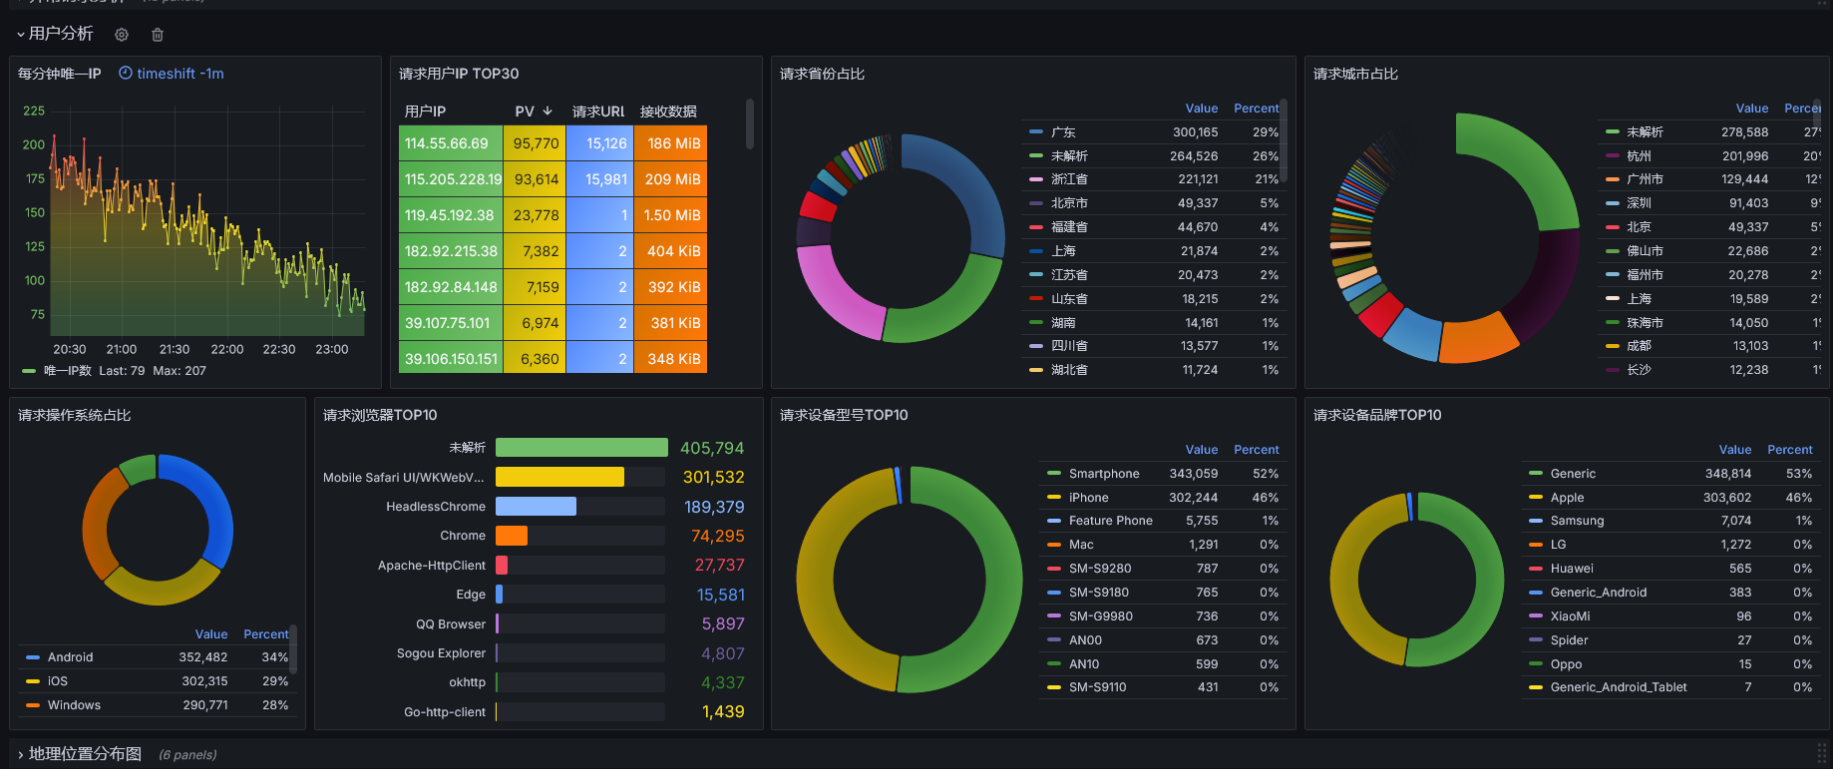 用户分析
每分钟唯一IP timeshift -1m
225
200
175
150
125
100
75
20:30 21:00 21:30 22:00 22:30 23:00
唯一IP数 Last: 79 Max: 207
请求用户IP TOP30
用户IP PV 请求URL 接收数据
114.55.66.69 95,770 15,126 186 MiB
115.205.228.19 93,614 15,981 209 MiB
119.45.192.38 23,778 1 1.50 MiB
182.92.215.38 7,382 2 404 KiB
182.92.84.148 7,159 2 392 KiB
39.107.75.101 6,974 2 381 KiB
39.106.150.151 6,360 2 348 KiB
请求省份占比
Value Percent
广东 300,165 29%
未解析 264,526 26%
浙江省 221,121 21%
北京市 49,337 5%
福建省 44,670 4%
上海 21,874 2%
江苏省 20,473 2%
山东省 18,215 2%
湖南 14,161 1%
四川省 13,577 1%
湖北省 11,724 1%
请求城市占比
Value Perce
未解析 278,588 27
杭州 201,996 20
广州市 129,444 12
深圳 91,403 9
北京 49,337 5
佛山市 22,686 2
福州市 20,278 2
上海 19,589 2
珠海市 14,050 1
成都 13,103 1
长沙 12,238 1
请求操作系统占比
Value Percent
Android 352,482 34%
iOS 302,315 29%
Windows 290,771 28%
请求浏览器TOP10
未解析 405,794
Mobile Safari UI/WKWebV... 301,532
HeadlessChrome 189,379
Chrome 74,295
Apache-HttpClient 27,737
Edge 15,581
QQ Browser 5,897
Sogou Explorer 4,807
okhttp 4,337
Go-http-client 1,439
请求设备型号TOP10
Value Percent
Smartphone 343,059 52%
iPhone 302,244 46%
Feature Phone 5,755 1%
Mac 1,291 0%
SM-S9280 787 0%
SM-S9180 765 0%
SM-G9980 736 0%
AN00 673 0%
AN10 599 0%
SM-S9110 431 0%
请求设备品牌TOP10
Value Percent
Generic 348,814 53%
Apple 303,602 46%
Samsung 7,074 1%
LG 1,272 0%
Huawei 565 0%
Generic_Android 383 0%
XiaoMi 96 0%
Spider 27 0%
Oppo 15 0%
Generic_Android_Tablet 7 0%
地理位置分布图 (6 panels)